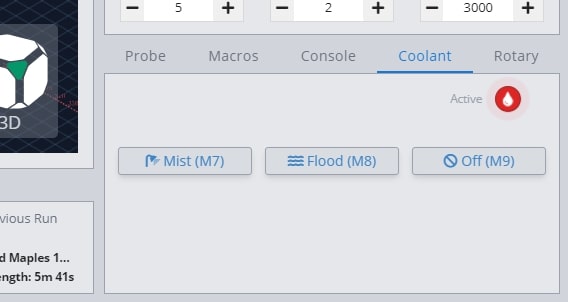 − 5 + − 2 + − 3000 +
Probe Macros Console Coolant Rotary
Active
3D
Mist (M7) Flood (M8) Off (M9)
vious Run
d Maples 1...
ength: 5m 41s